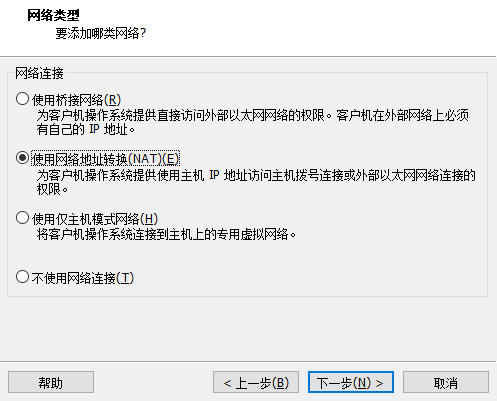 网络类型
要添加哪类网络?
网络连接
使用桥接网络(R)
为客户机操作系统提供直接访问外部以太网网络的权限。客户机在外部网络上必须
有自己的 IP 地址。
使用网络地址转换(NAT)(E)
为客户机操作系统提供使用主机 IP 地址访问主机拨号连接或外部以太网网络连接的
权限。
使用仅主机模式网络(H)
将客户机操作系统连接到主机上的专用虚拟网络。
不使用网络连接(T)
帮助
< 上一步(B)
下一步(N) >
取消